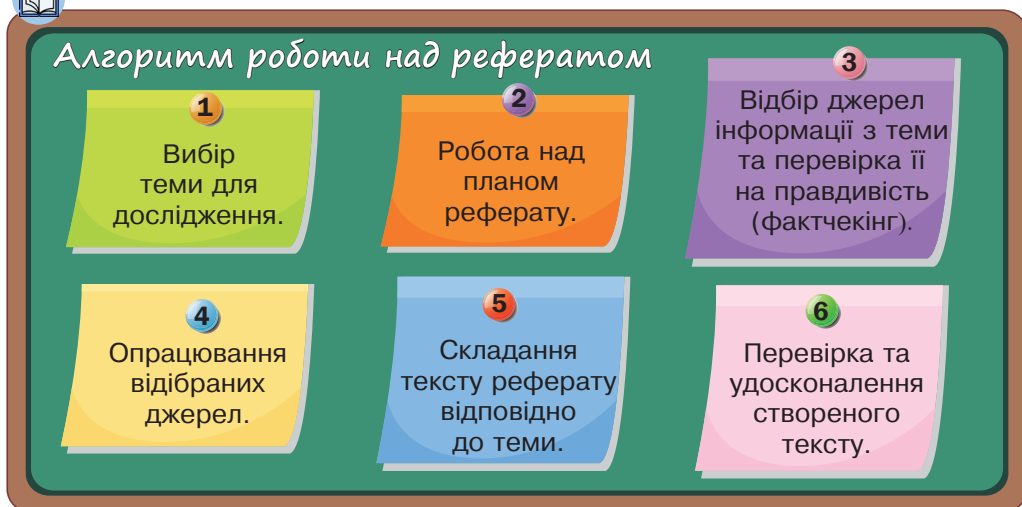 Алгоритм роботи над рефератом
1
Вибір
теми для
дослідження.
2
Робота над
планом
реферату.
3
Відбір джерел
інформації з теми
та перевірка її
на правдивість
(фактчекінг).
4
Опрацювання
відібраних
джерел.
5
Складання
тексту реферату
відповідно
до теми.
6
Перевірка та
удосконалення
створеного
тексту.